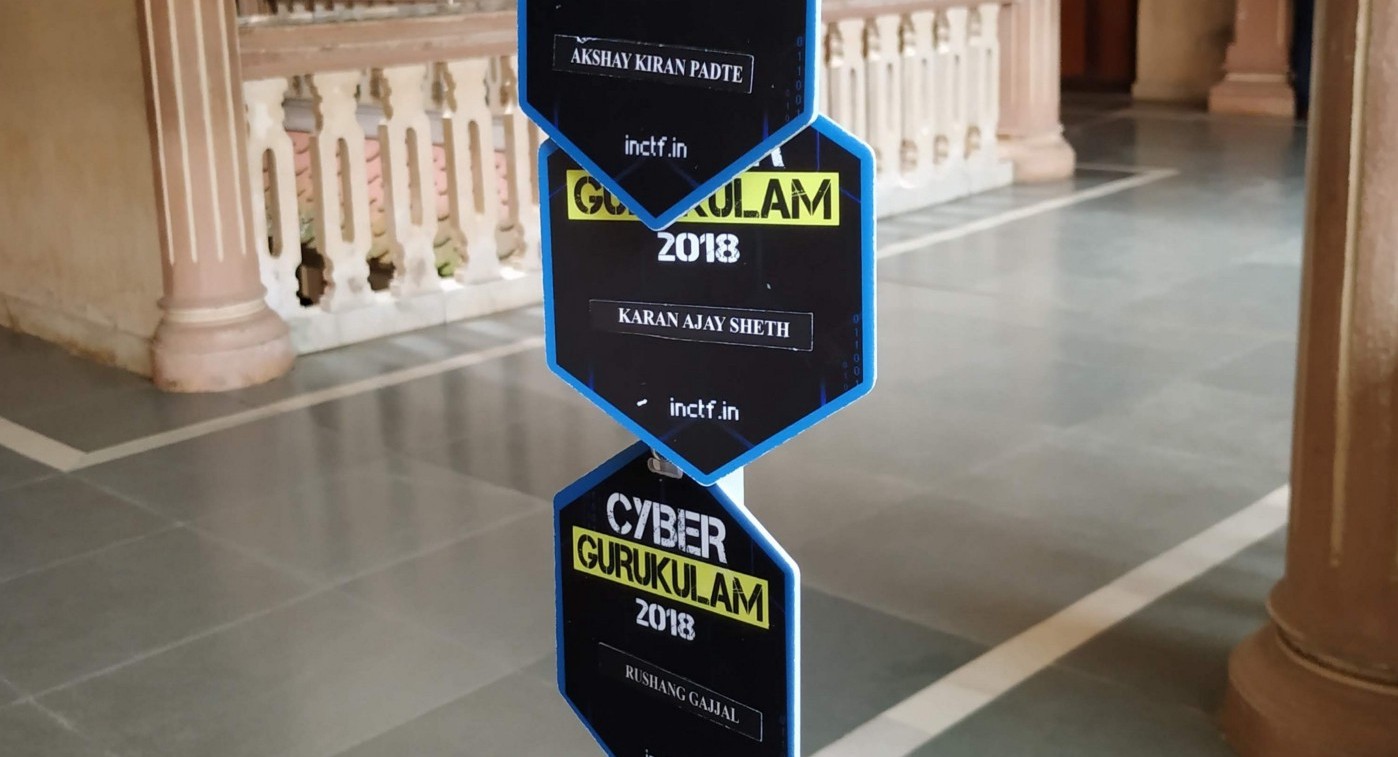 AKSHAY KIRAN PADTE
inctf.in
GURUKULAM
2018
KARAN AJAY SHETH
inctf.in
CYBER
GURUKULAM
2018
RUSHANG GAJJAL